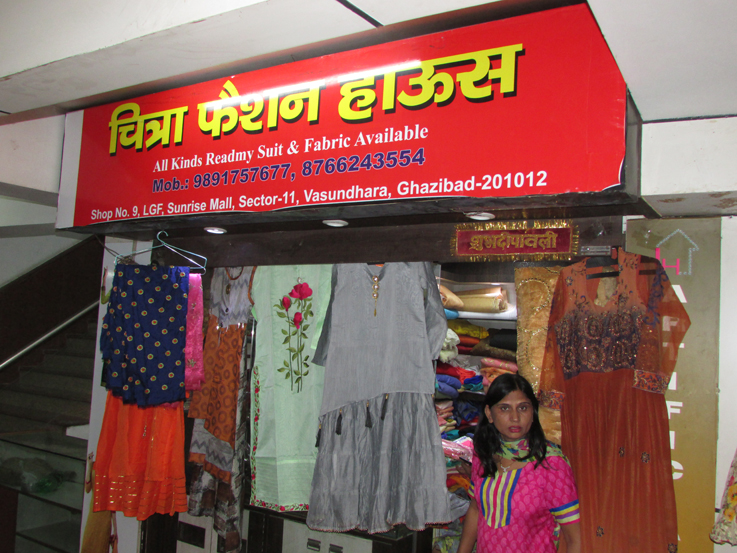 चित्रा फैशन हाऊस
All Kinds Readmy Suit & Fabric Available
Mob.: 9891757677, 8766243554
Shop No. 9, LGF, Sunrise Mall, Sector-11, Vasundhara, Ghazibad-201012
शुभदीपावली